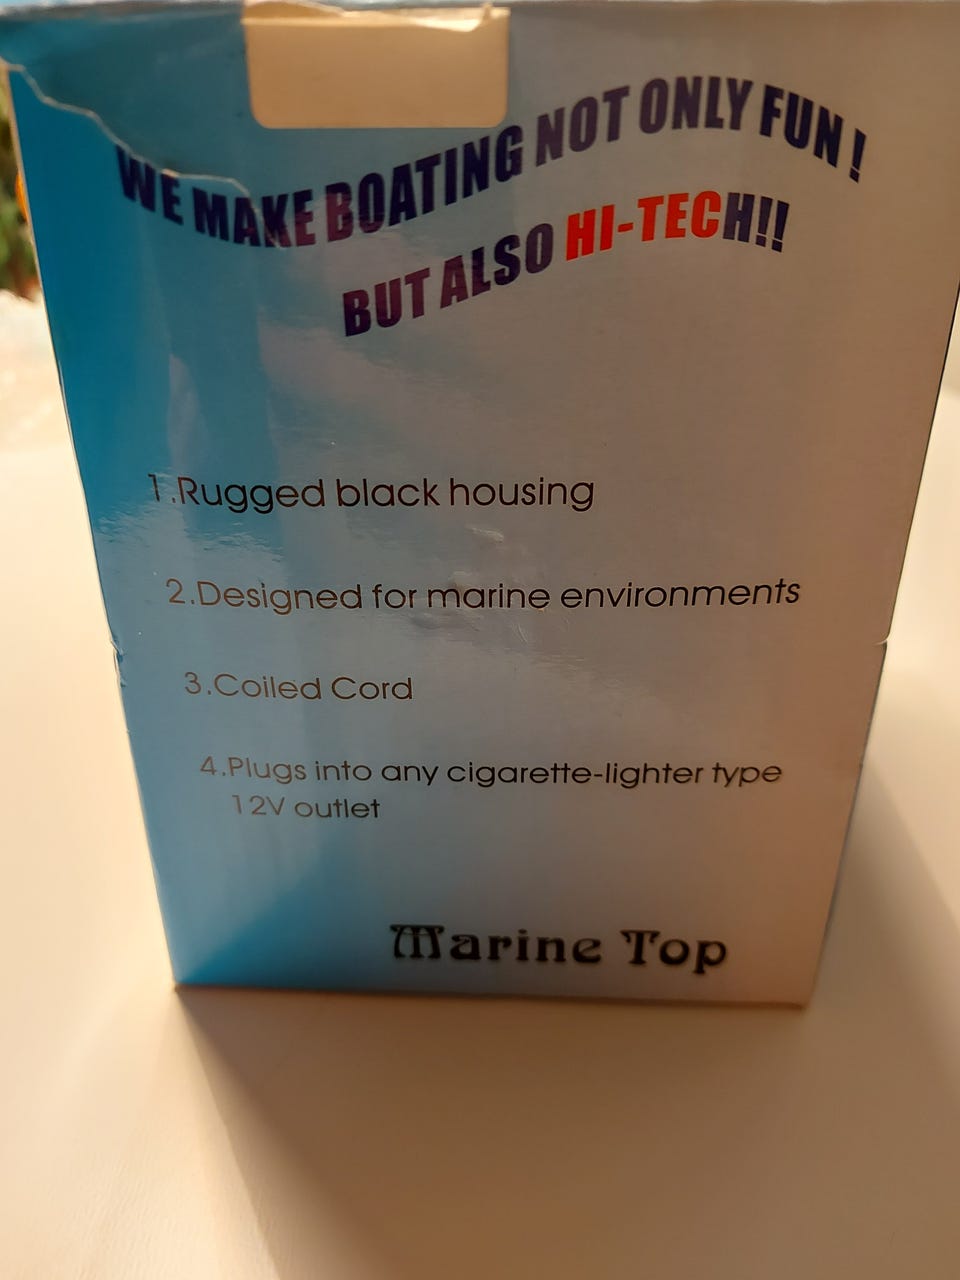 WE MAKE BOATING NOT ONLY FUN !
BUT ALSO HI-TECH!!
1.Rugged black housing
2.Designed for marine environments
3.Coiled Cord
4.Plugs into any cigarette-lighter type
12V outlet
Marine Top